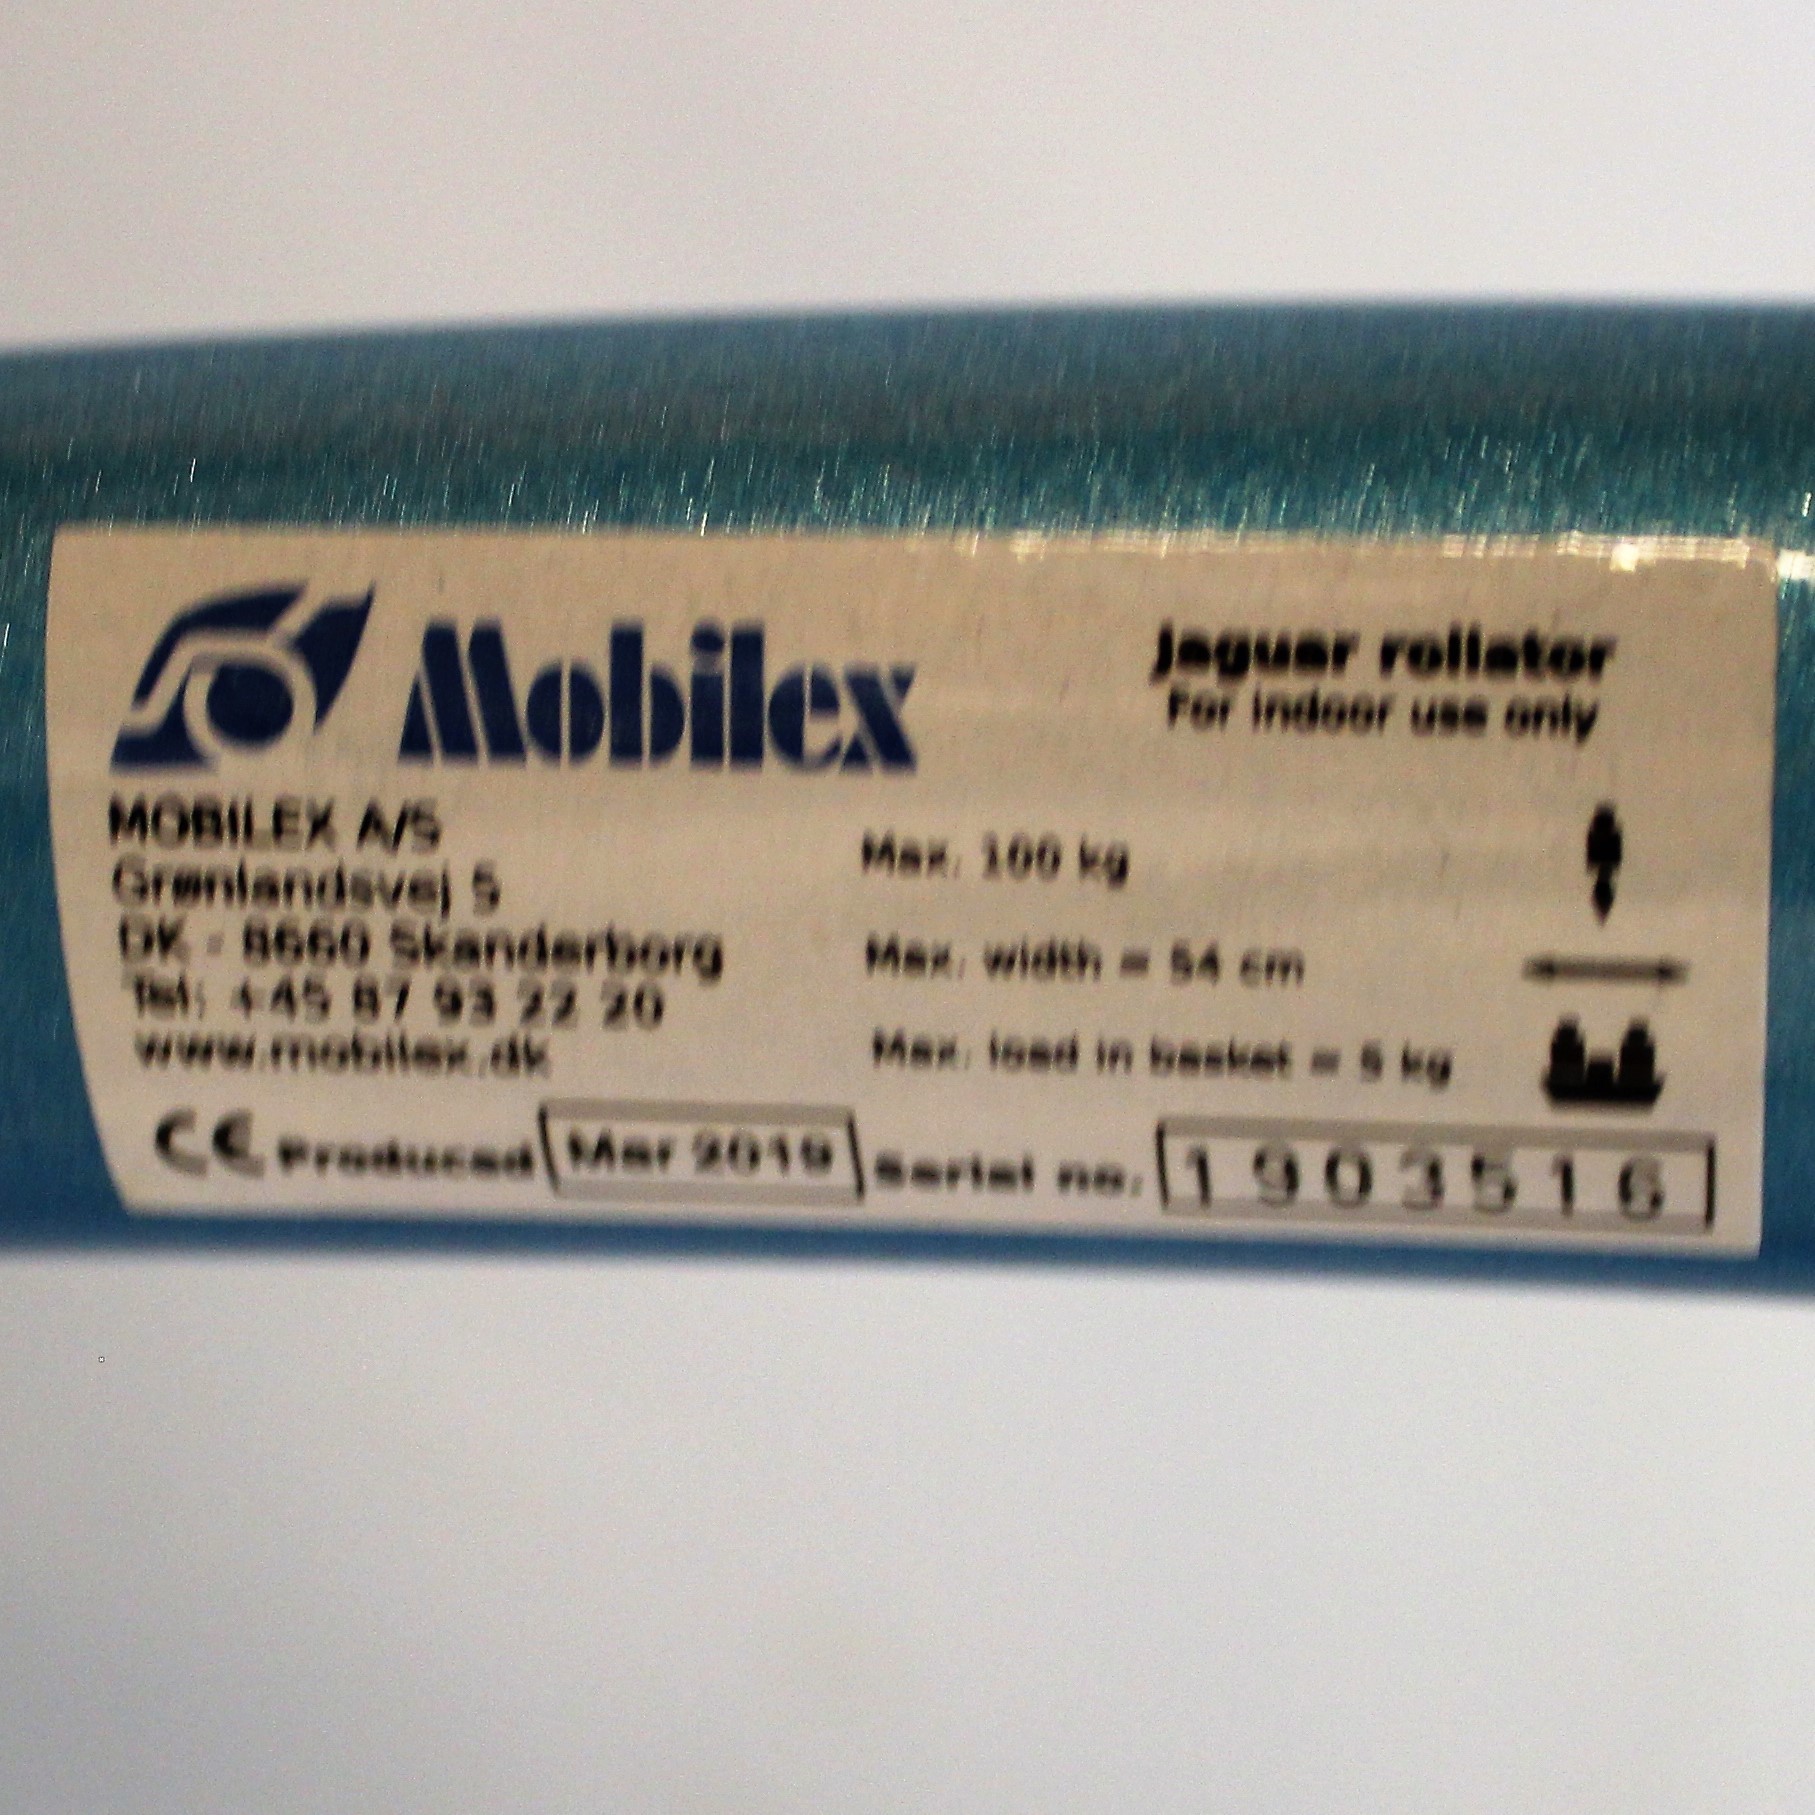 Mobilex
Jaguar rollator
For indoor use only
MOBILEX A/S
Grønlandsvej 5
DK - 8660 Skanderborg
Tel: +45 87 93 22 20
www.mobilex.dk
Max. 100 kg
Max. width = 54 cm
Max. load in basket = 5 kg
CE Produced Mar 2019 Serial no. 1903516